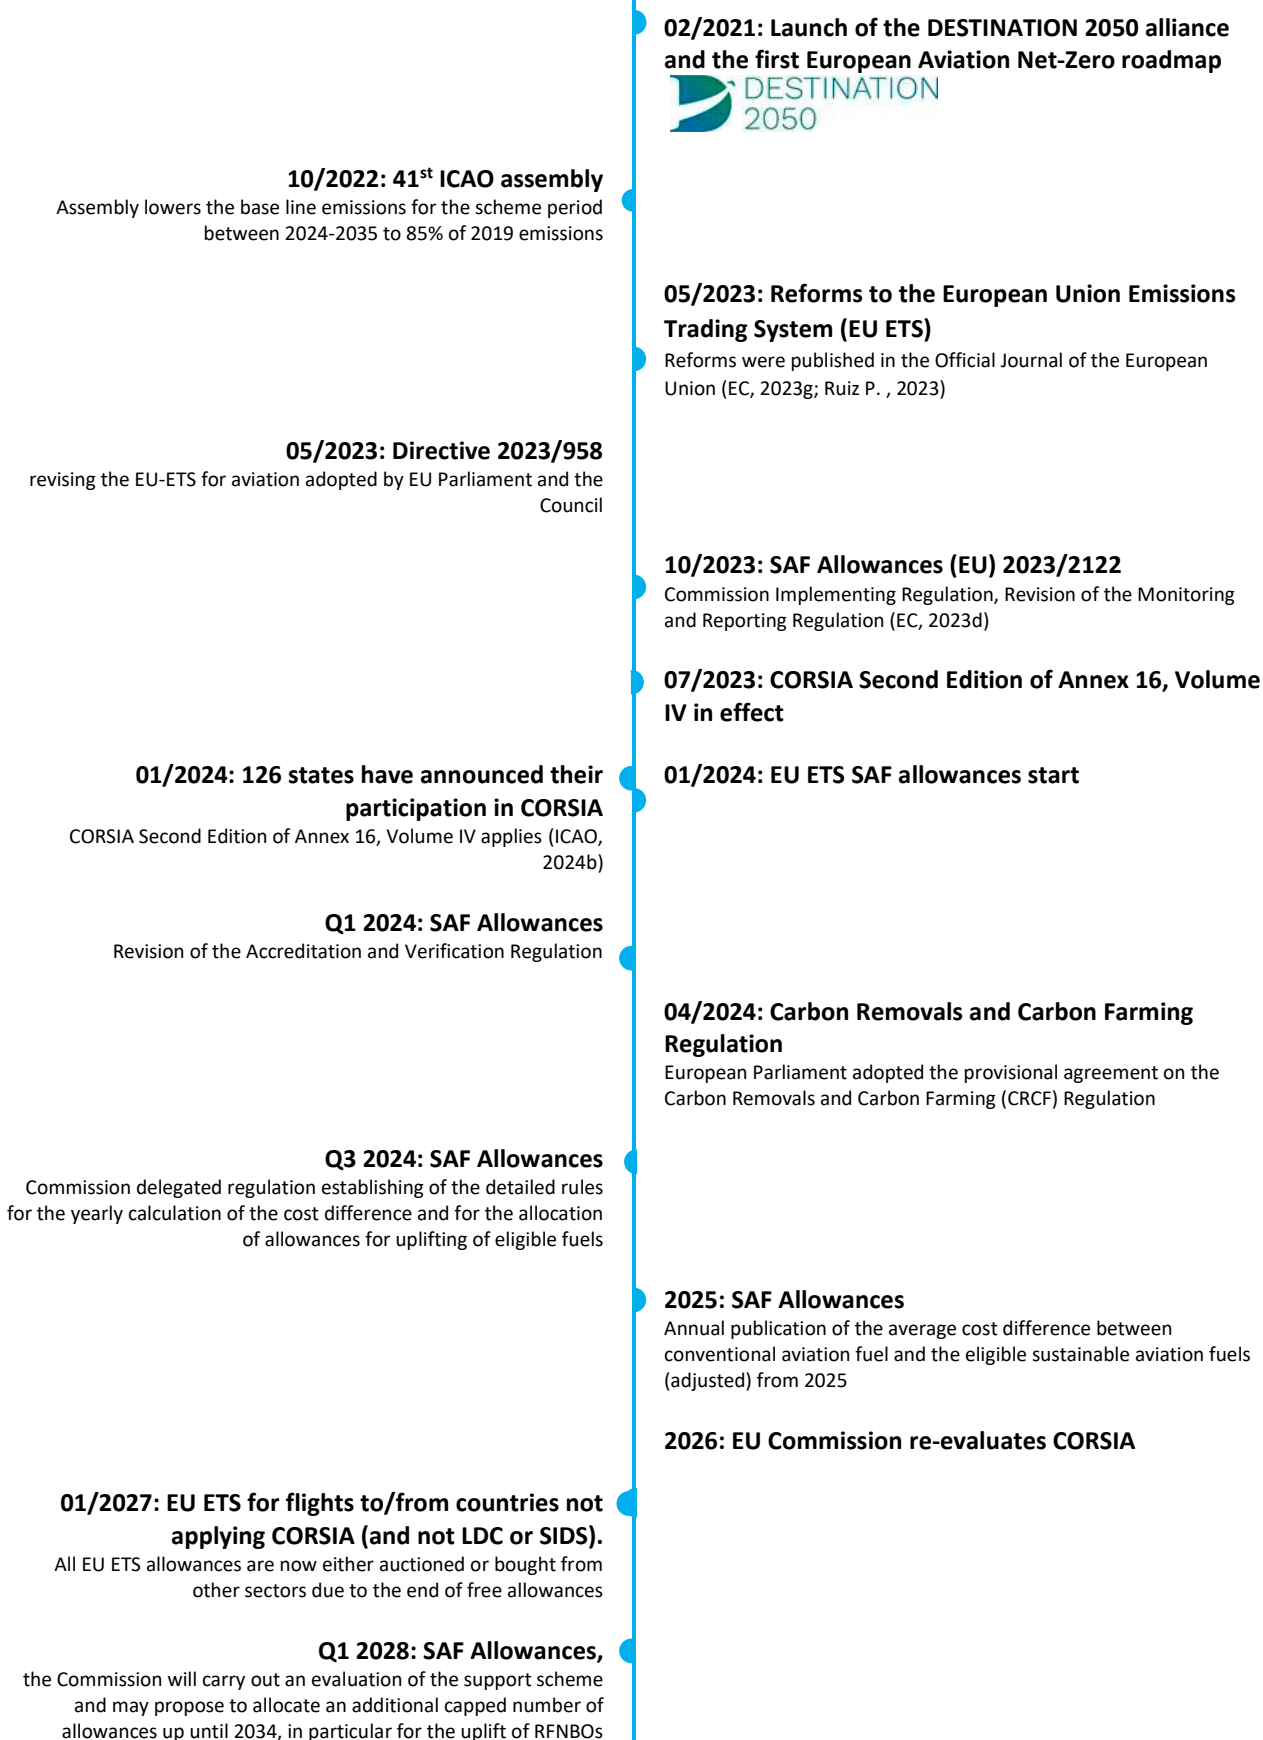 02/2021: Launch of the DESTINATION 2050 alliance
and the first European Aviation Net-Zero roadmap
DESTINATION
2050
10/2022: 41st ICAO assembly
Assembly lowers the base line emissions for the scheme period
between 2024-2035 to 85% of 2019 emissions
05/2023: Reforms to the European Union Emissions
Trading System (EU ETS)
Reforms were published in the Official Journal of the European
Union (EC, 2023g; Ruiz P. , 2023)
05/2023: Directive 2023/958
revising the EU-ETS for aviation adopted by EU Parliament and the
Council
10/2023: SAF Allowances (EU) 2023/2122
Commission Implementing Regulation, Revision of the Monitoring
and Reporting Regulation (EC, 2023d)
07/2023: CORSIA Second Edition of Annex 16, Volume
IV in effect
01/2024: 126 states have announced their
participation in CORSIA
CORSIA Second Edition of Annex 16, Volume IV applies (ICAO,
2024b)
01/2024: EU ETS SAF allowances start
Q1 2024: SAF Allowances
Revision of the Accreditation and Verification Regulation
04/2024: Carbon Removals and Carbon Farming
Regulation
European Parliament adopted the provisional agreement on the
Carbon Removals and Carbon Farming (CRCF) Regulation
Q3 2024: SAF Allowances
Commission delegated regulation establishing of the detailed rules
for the yearly calculation of the cost difference and for the allocation
of allowances for uplifting of eligible fuels
2025: SAF Allowances
Annual publication of the average cost difference between
conventional aviation fuel and the eligible sustainable aviation fuels
(adjusted) from 2025
2026: EU Commission re-evaluates CORSIA
01/2027: EU ETS for flights to/from countries not
applying CORSIA (and not LDC or SIDS).
All EU ETS allowances are now either auctioned or bought from
other sectors due to the end of free allowances
Q1 2028: SAF Allowances,
the Commission will carry out an evaluation of the support scheme
and may propose to allocate an additional capped number of
allowances up until 2034, in particular for the uplift of RFNBOs